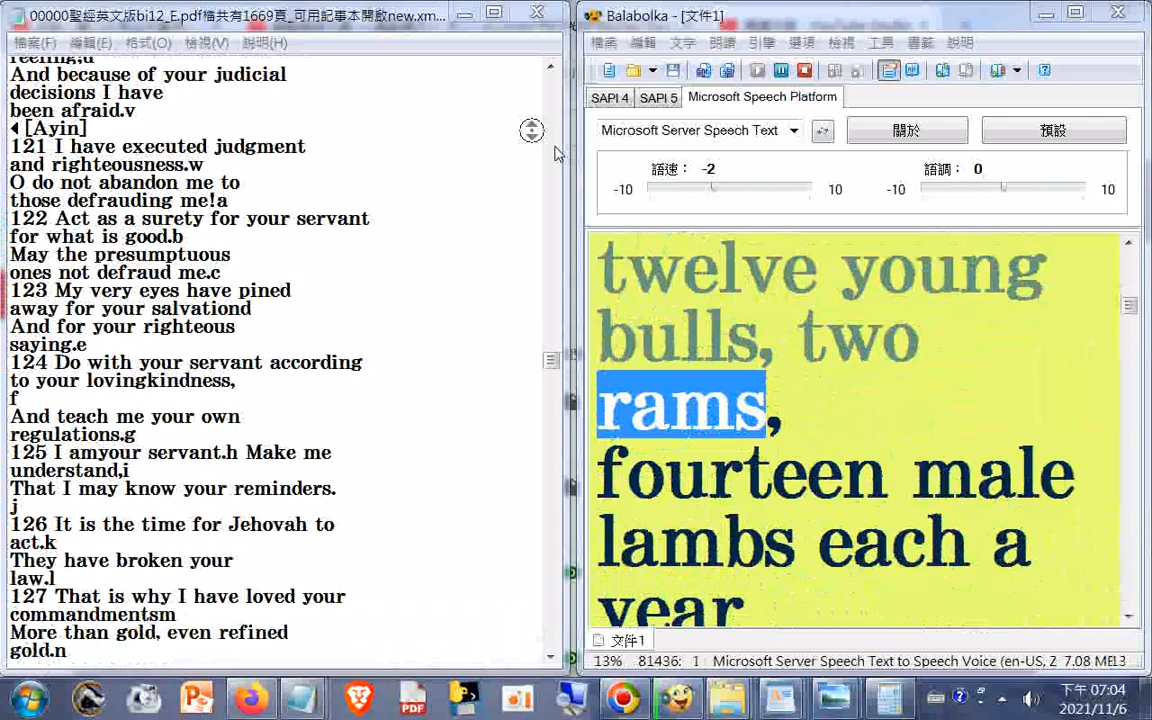 00000聖經英文版bi12_E.pdf檔共有1669頁_可用記事本開啟new.xm...
檔案(F) 編輯(E) 格式(O) 檢視(V) 說明(H)
feeling;u
And because of your judicial
decisions I have
been afraid.v
[Ayin]
121 I have executed judgment
and righteousness.w
O do not abandon me to
those defrauding me!a
122 Act as a surety for your servant
for what is good.b
May the presumptuous
ones not defraud me.c
123 My very eyes have pined
away for your salvationd
And for your righteous
saying.e
124 Do with your servant according
to your lovingkindness,
f
And teach me your own
regulations.g
125 I amyour servant.h Make me
understand,i
That I may know your reminders.
j
126 It is the time for Jehovah to
act.k
They have broken your
law.l
127 That is why I have loved your
commandmentsm
More than gold, even refined
gold.n
Balabolka - [文件1]
檔案 編輯 文字 朗讀 引擎 選項 檢視 工具 書籤 說明
SAPI 4 SAPI 5 Microsoft Speech Platform
Microsoft Server Speech Text 關於 預設
語速： -2 語調： 0
-10 10 -10 10
twelve young
bulls, two
rams,
fourteen male
lambs each a
year
文件1
13% 81436: 1 Microsoft Server Speech Text to Speech Voice (en-US, Z 7.08 ME
下午 07:04
2021/11/6